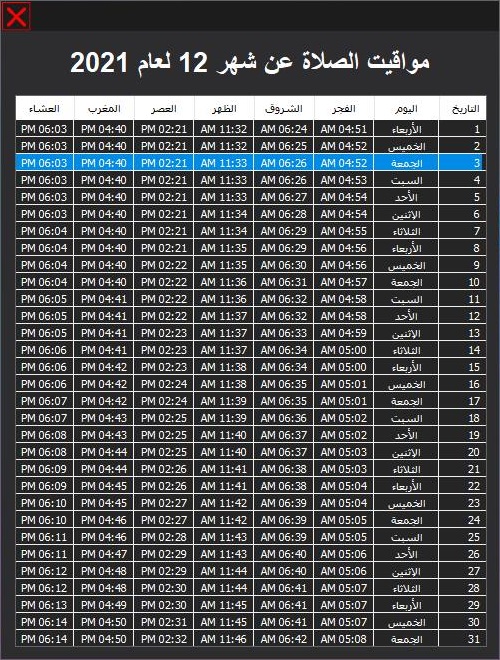 مواقيت الصلاة عن شهر 12 لعام 2021
التاريخ اليوم الفجر الشروق الظهر العصر المغرب العشاء
1 الأربعاء AM 04:51 AM 06:24 AM 11:32 PM 02:21 PM 04:40 PM 06:03
2 الخميس AM 04:52 AM 06:25 AM 11:32 PM 02:21 PM 04:40 PM 06:03
3 الجمعة AM 04:52 AM 06:26 AM 11:33 PM 02:21 PM 04:40 PM 06:03
4 السبت AM 04:53 AM 06:26 AM 11:33 PM 02:21 PM 04:40 PM 06:03
5 الأحد AM 04:54 AM 06:27 AM 11:33 PM 02:21 PM 04:40 PM 06:03
6 الإثنين AM 04:54 AM 06:28 AM 11:34 PM 02:21 PM 04:40 PM 06:03
7 الثلاثاء AM 04:55 AM 06:29 AM 11:34 PM 02:21 PM 04:40 PM 06:04
8 الأربعاء AM 04:56 AM 06:29 AM 11:35 PM 02:21 PM 04:40 PM 06:04
9 الخميس AM 04:56 AM 06:30 AM 11:35 PM 02:22 PM 04:40 PM 06:04
10 الجمعة AM 04:57 AM 06:31 AM 11:36 PM 02:22 PM 04:40 PM 06:04
11 السبت AM 04:58 AM 06:32 AM 11:36 PM 02:22 PM 04:41 PM 06:05
12 الأحد AM 04:58 AM 06:32 AM 11:37 PM 02:22 PM 04:41 PM 06:05
13 الإثنين AM 04:59 AM 06:33 AM 11:37 PM 02:23 PM 04:41 PM 06:05
14 الثلاثاء AM 05:00 AM 06:34 AM 11:37 PM 02:23 PM 04:41 PM 06:06
15 الأربعاء AM 05:00 AM 06:34 AM 11:38 PM 02:23 PM 04:42 PM 06:06
16 الخميس AM 05:01 AM 06:35 AM 11:38 PM 02:24 PM 04:42 PM 06:06
17 الجمعة AM 05:01 AM 06:35 AM 11:39 PM 02:24 PM 04:42 PM 06:07
18 السبت AM 05:02 AM 06:36 AM 11:39 PM 02:25 PM 04:43 PM 06:07
19 الأحد AM 05:02 AM 06:37 AM 11:40 PM 02:25 PM 04:43 PM 06:08
20 الإثنين AM 05:03 AM 06:37 AM 11:40 PM 02:25 PM 04:44 PM 06:08
21 الثلاثاء AM 05:03 AM 06:38 AM 11:41 PM 02:26 PM 04:44 PM 06:09
22 الأربعاء AM 05:04 AM 06:38 AM 11:41 PM 02:26 PM 04:45 PM 06:09
23 الخميس AM 05:04 AM 06:39 AM 11:42 PM 02:27 PM 04:45 PM 06:10
24 الجمعة AM 05:05 AM 06:39 AM 11:42 PM 02:27 PM 04:46 PM 06:10
25 السبت AM 05:05 AM 06:39 AM 11:43 PM 02:28 PM 04:46 PM 06:11
26 الأحد AM 05:06 AM 06:40 AM 11:43 PM 02:29 PM 04:47 PM 06:11
27 الإثنين AM 05:06 AM 06:40 AM 11:44 PM 02:29 PM 04:48 PM 06:12
28 الثلاثاء AM 05:07 AM 06:41 AM 11:44 PM 02:30 PM 04:48 PM 06:12
29 الأربعاء AM 05:07 AM 06:41 AM 11:45 PM 02:30 PM 04:49 PM 06:13
30 الخميس AM 05:07 AM 06:41 AM 11:45 PM 02:31 PM 04:50 PM 06:14
31 الجمعة AM 05:08 AM 06:42 AM 11:46 PM 02:32 PM 04:50 PM 06:14